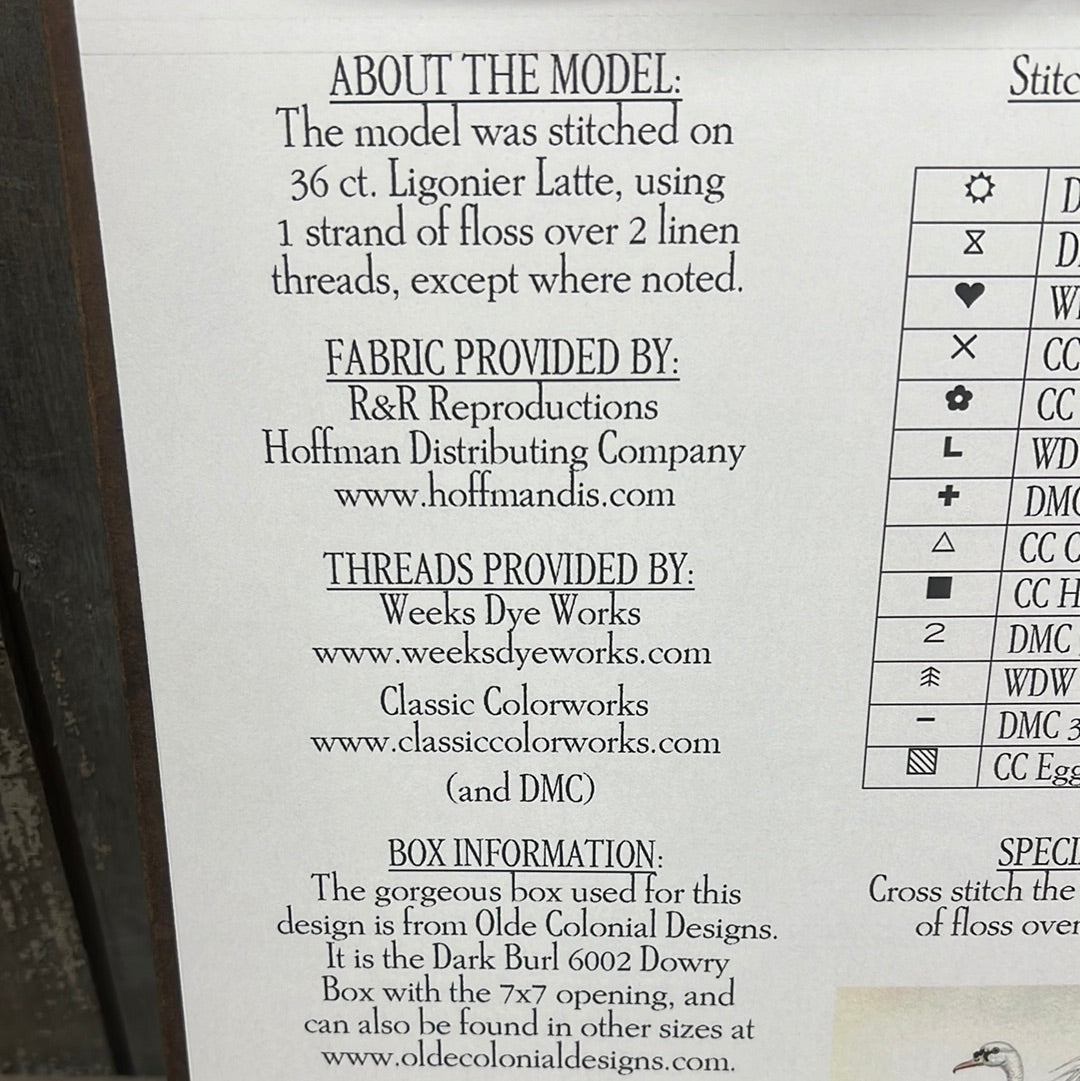 ABOUT THE MODEL:
The model was stitched on
36 ct. Ligonier Latte, using
1 strand of floss over 2 linen
threads, except where noted.
FABRIC PROVIDED BY:
R&R Reproductions
Hoffman Distributing Company
www.hoffmandis.com
THREADS PROVIDED BY:
Weeks Dye Works
www.weeksdyeworks.com
Classic Colorworks
www.classiccolorworks.com
(and DMC)
BOX INFORMATION:
The gorgeous box used for this
design is from Olde Colonial Designs.
It is the Dark Burl 6002 Dowry
Box with the 7x7 opening, and
can also be found in other sizes at
www.oldecolonialdesigns.com.
CC
CC
WD
DMC
CC
CC H
2 DMC
WDW
DMC 3
CC Egg
Cross stitch the
of floss over